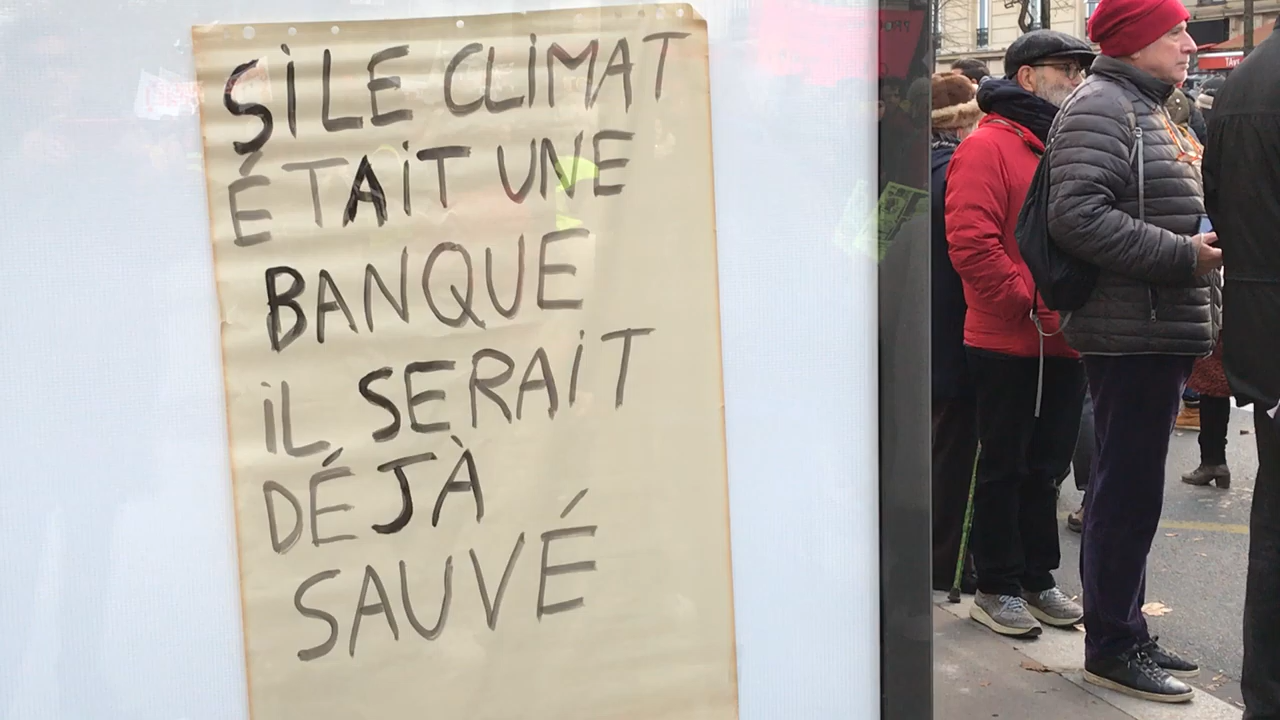 Si LE CLiMAT
ÉTAiT UNE
BANQUE
iL SERAiT
DÉJÀ
SAUVÉ